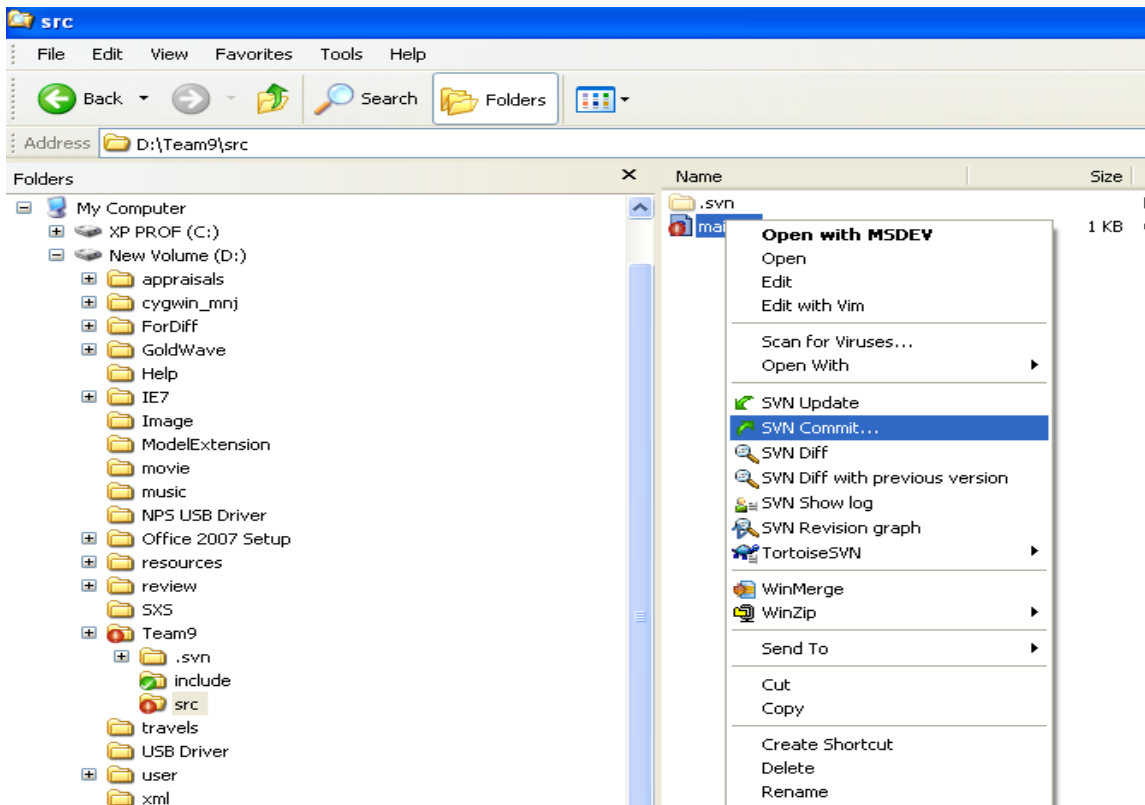 src
File Edit View Favorites Tools Help
Back Search Folders
Address D:\Team9\src
Folders
My Computer
XP PROF (C:)
New Volume (D:)
appraisals
cygwin_mnj
ForDiff
GoldWave
Help
IE7
Image
ModelExtension
movie
music
NPS USB Driver
Office 2007 Setup
resources
review
SXS
Team9
.svn
include
src
travels
USB Driver
user
xml
Name Size
.svn
1 KB
Open with MSDEV
Open
Edit
Edit with Vim
Scan for Viruses...
Open With
SVN Update
SVN Commit...
SVN Diff
SVN Diff with previous version
SVN Show log
SVN Revision graph
TortoiseSVN
WinMerge
WinZip
Send To
Cut
Copy
Create Shortcut
Delete
Rename